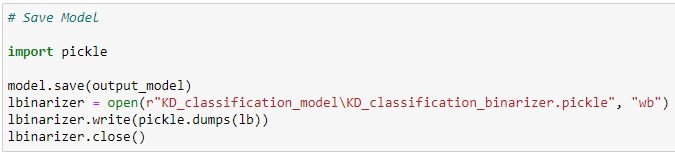 # Save Model
import pickle
model.save(output_model)
lbinarizer = open(r"KD_classification_model\KD_classification_binarizer.pickle", "wb")
lbinarizer.write(pickle.dumps(lb))
lbinarizer.close()